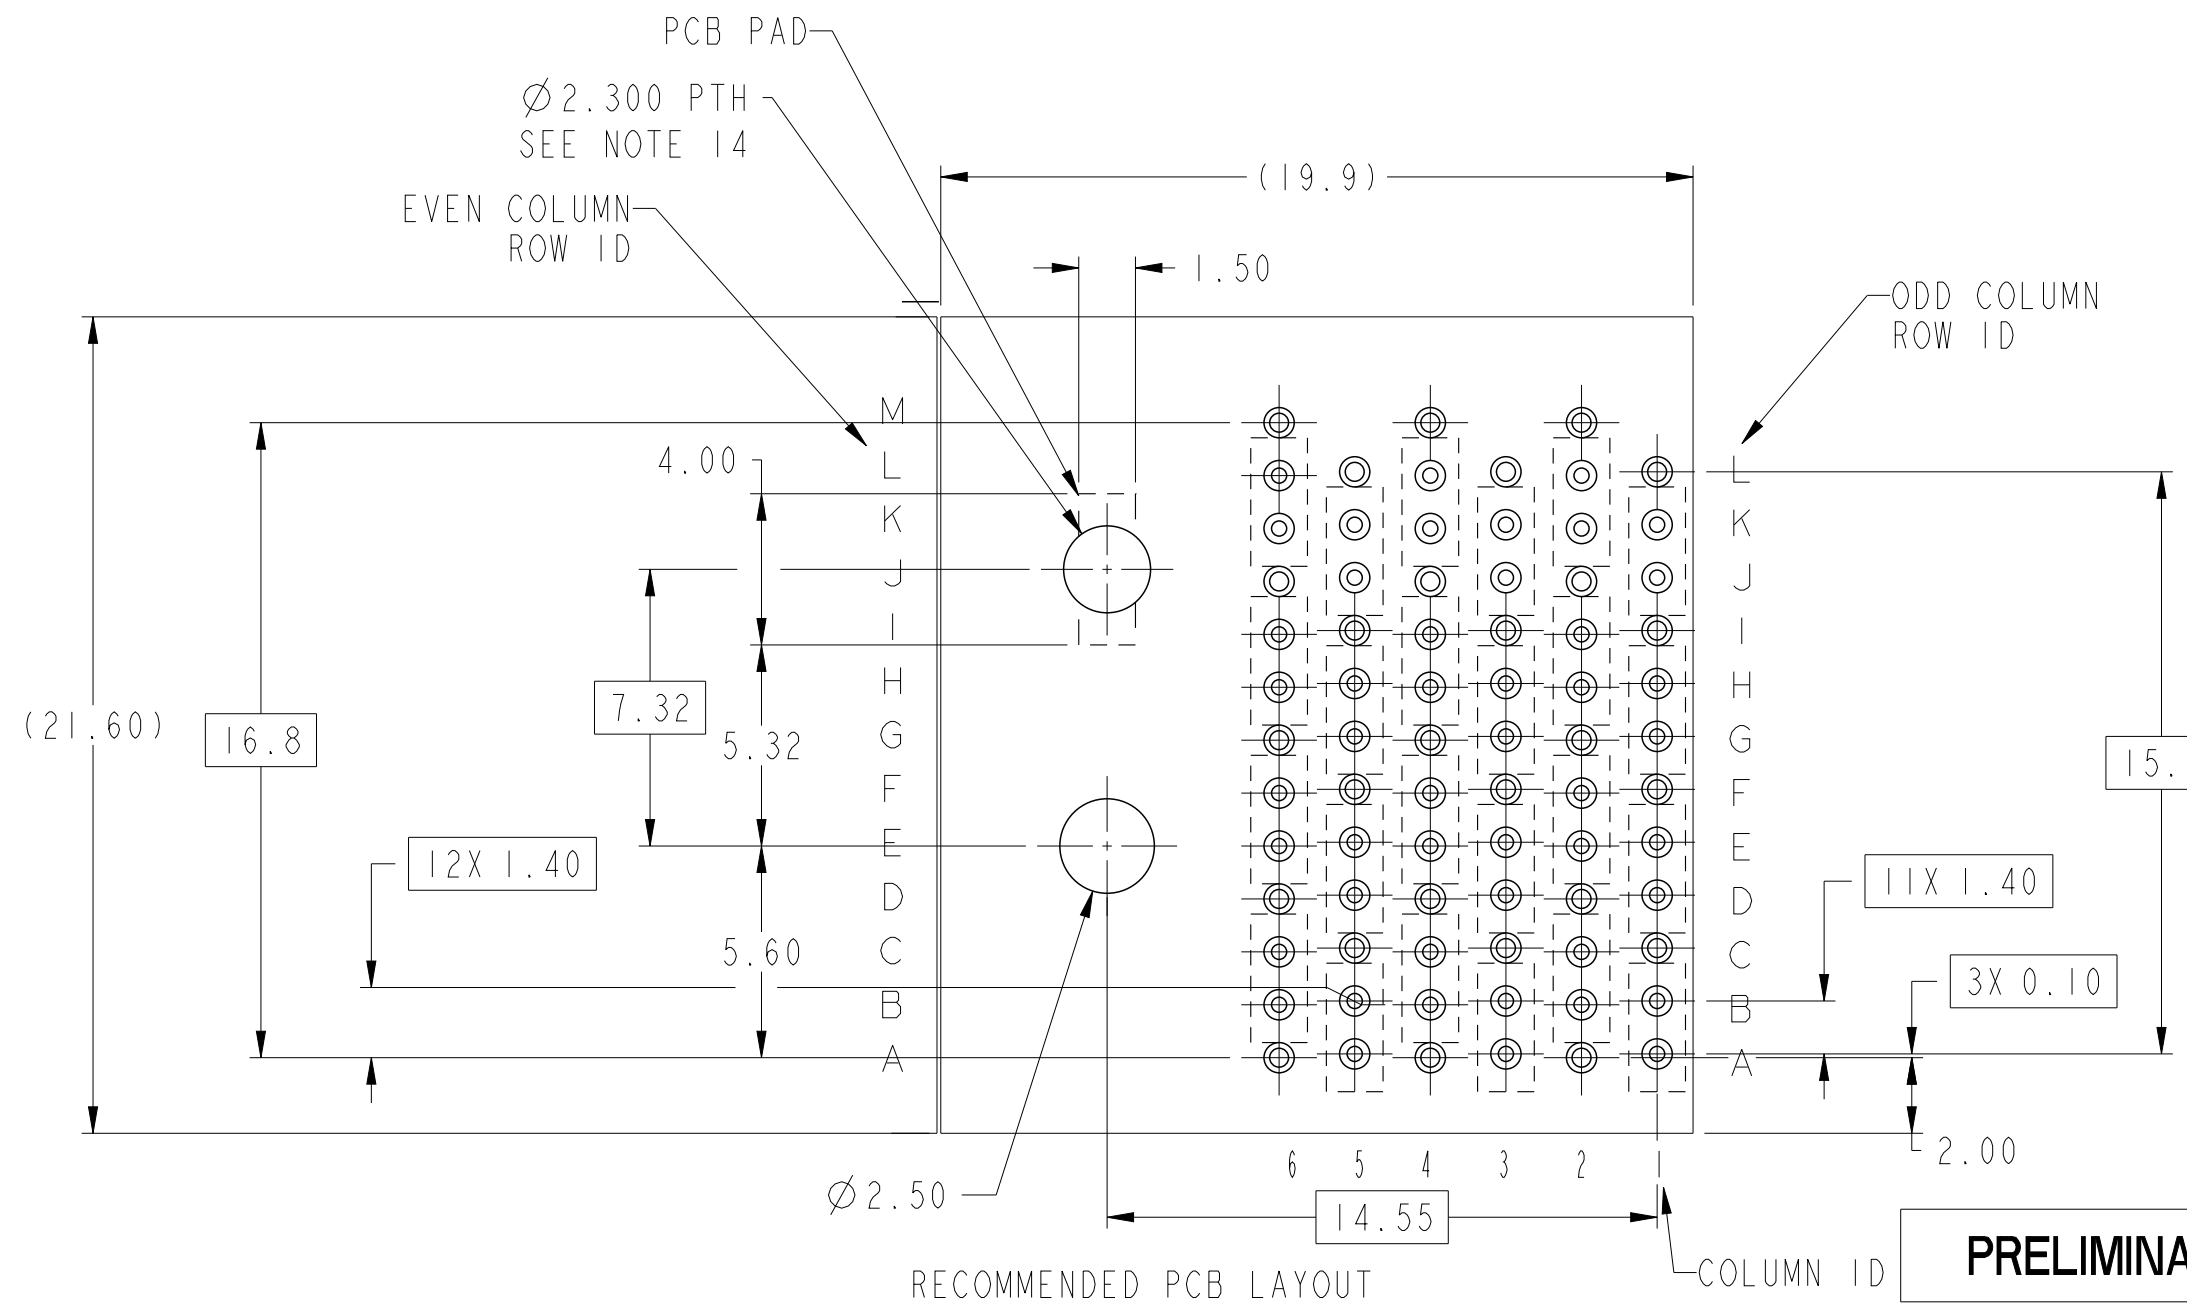 PCB PAD
Ø2.300 PTH
SEE NOTE 14
EVEN COLUMN
ROW ID
(19.9)
1.50
ODD COLUMN
ROW ID
M
L
K
J
I
H
G
F
E
D
C
B
A
4.00
7.32
5.32
(21.60)
16.8
12X 1.40
5.60
L
K
J
I
H
G
F
E
D
C
B
A
15.
11X 1.40
3X 0.10
2.00
6 5 4 3 2 1
Ø2.50
14.55
COLUMN ID
RECOMMENDED PCB LAYOUT